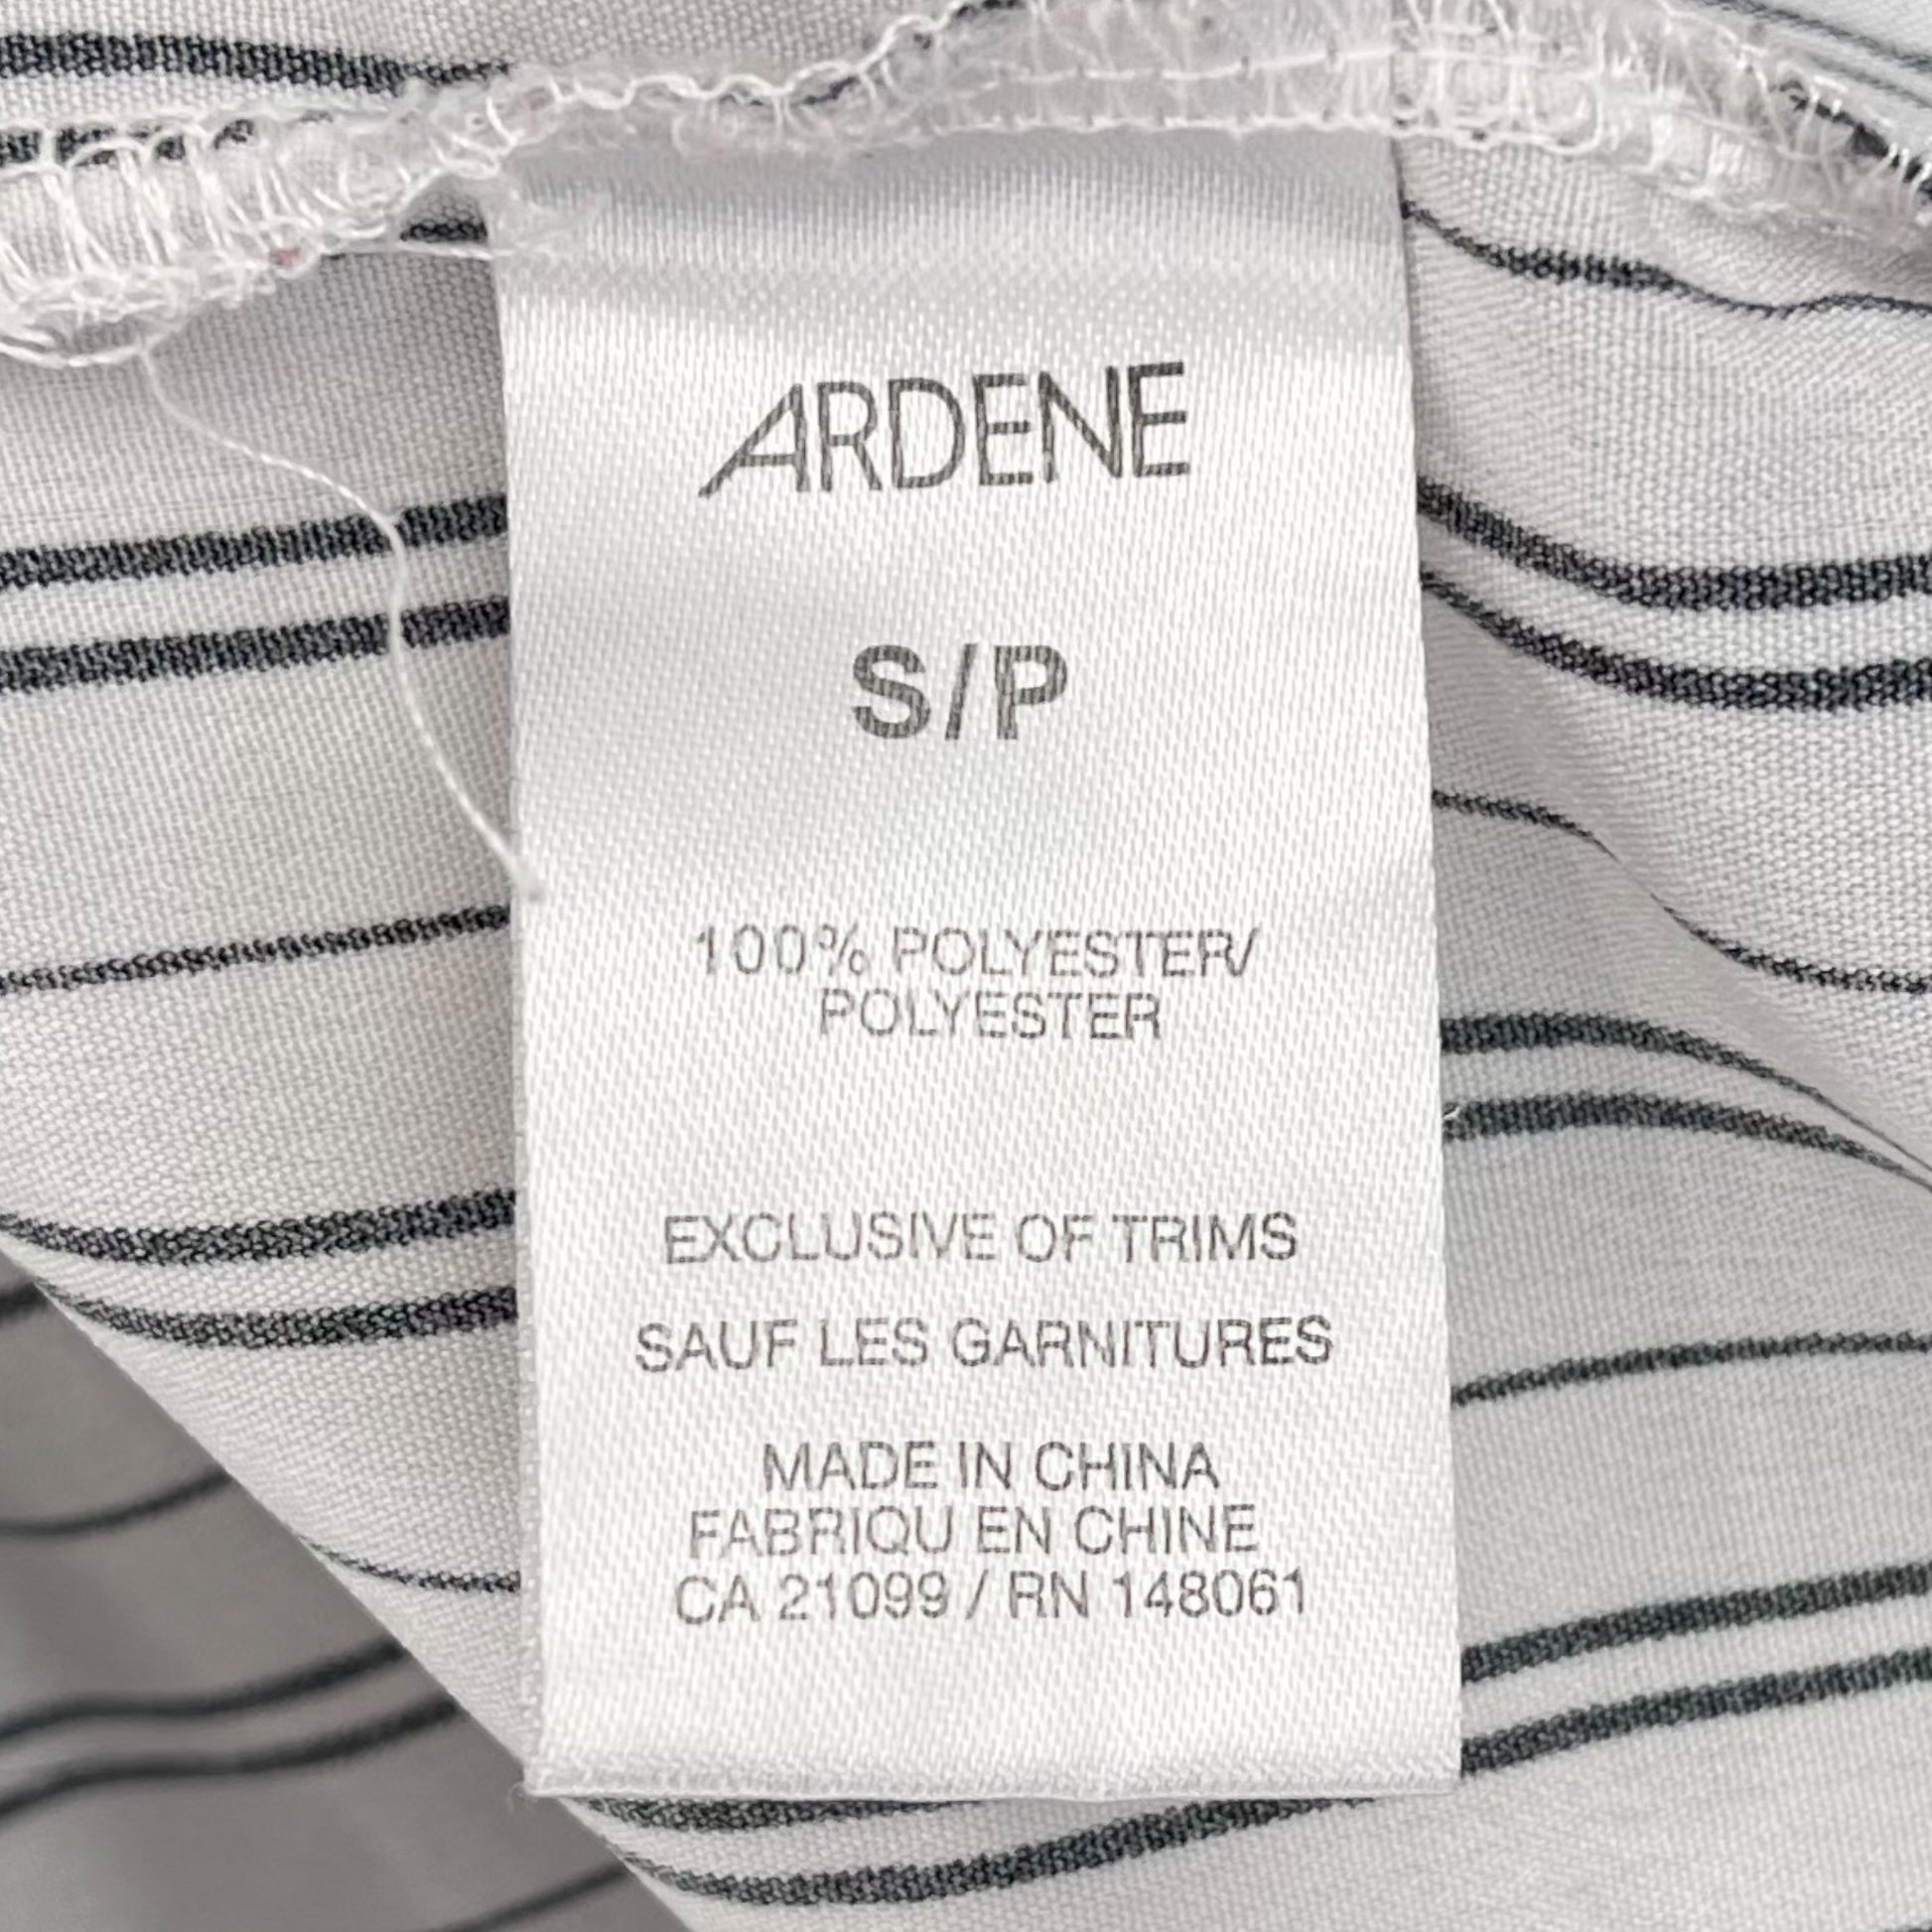 ARDENE
S/P
100% POLYESTER/
POLYESTER
EXCLUSIVE OF TRIMS
SAUF LES GARNITURES
MADE IN CHINA
FABRIQU EN CHINE
CA 21099 / RN 148061